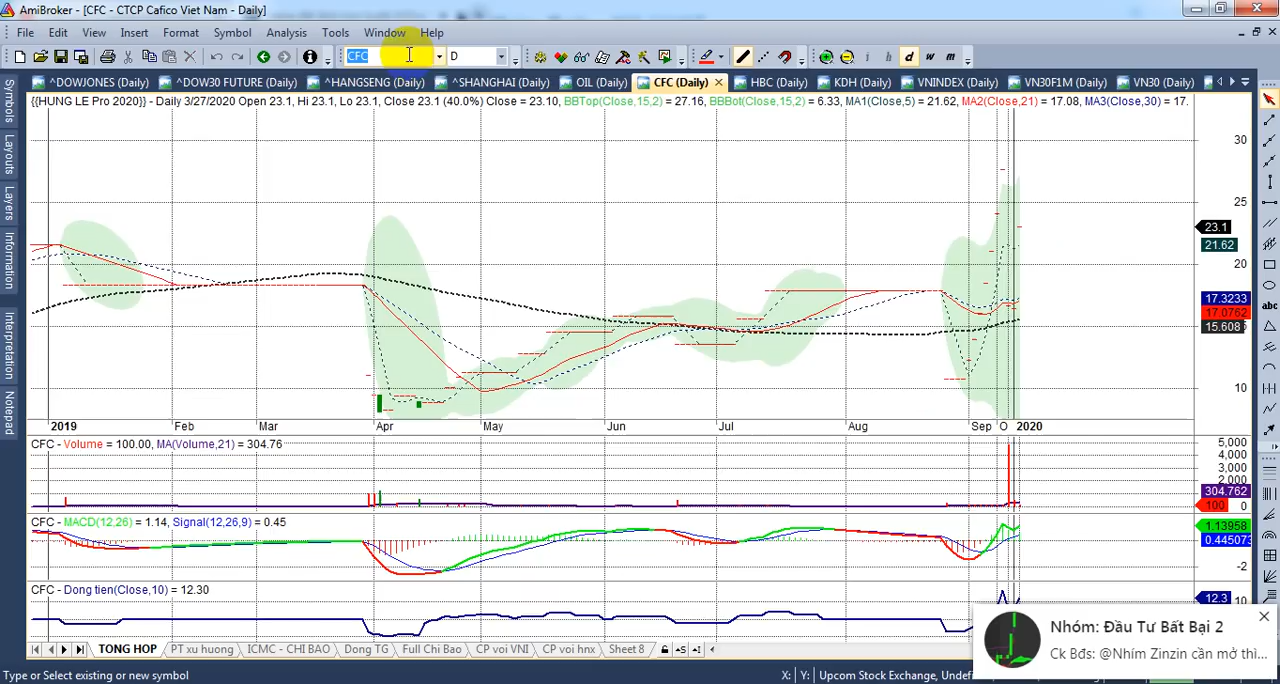 AmiBroker - [CFC - CTCP Cafico Viet Nam - Daily]
File Edit View Insert Format Symbol Analysis Tools Window Help
CFC D i h d w m
^DOWJONES (Daily) ^DOW30 FUTURE (Daily) ^HANGSENG (Daily) ^SHANGHAI (Daily) OIL (Daily) CFC (Daily) HBC (Daily) KDH (Daily) VNINDEX (Daily) VN30F1M (Daily) VN30 (Daily)
{{HUNG LE Pro 2020}} - Daily 3/27/2020 Open 23.1, Hi 23.1, Lo 23.1, Close 23.1 (40.0%) Close = 23.10, BBTop(Close,15,2) = 27.16, BBBot(Close,15,2) = 6.33, MA1(Close,5) = 21.62, MA2(Close,21) = 17.08, MA3(Close,30) = 17.
Symbols
Layouts
Layers
Information
Interpretation
Notepad
30
25
23.1
21.62
20
17.3233
17.0762
15.608
10
abc
2019 Feb Mar Apr May Jun Jul Aug Sep O 2020
CFC - Volume = 100.00, MA(Volume,21) = 304.76
5,000
4,000
3,000
2,000
304.762
100 0
CFC - MACD(12,26) = 1.14, Signal(12,26,9) = 0.45
1.13958
0.445073
-2
CFC - Dong tien(Close,10) = 12.30
12.3 10
Nhóm: Đầu Tư Bất Bại 2
Ck Bđs: @Nhím Zinzin cần mở thì...
TONG HOP PT xu huong ICMC - CHI BAO Dong TG Full Chi Bao CP voi VNI CP voi hnx Sheet 8
Type or Select existing or new symbol X: Y: Upcom Stock Exchange, Undef